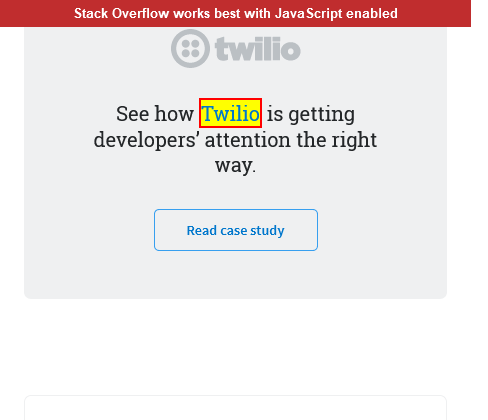 Stack Overflow works best with JavaScript enabled
twilio
See how Twilio is getting
developers’ attention the right
way.
Read case study